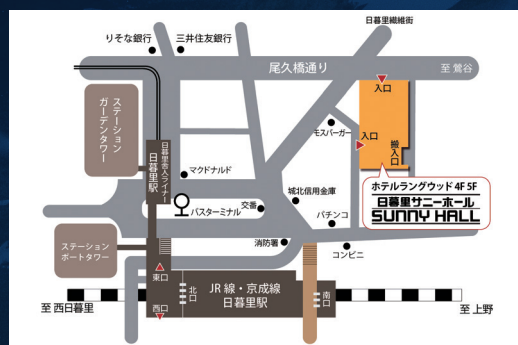 日暮里繊維街
りそな銀行
三井住友銀行
尾久橋通り
至 鶯谷
入口
ステーション
ガーデンタワー
モスバーガー
入口
搬入口
日暮里舎人ライナー
日暮里駅
マクドナルド
ホテルラングウッド 4F 5F
日暮里サニーホール
SUNNY HALL
城北信用金庫
バスターミナル
交番
パチンコ
ステーション
ポートタワー
消防署
コンビニ
東口
北口
JR 線・京成線
日暮里駅
南口
西口
至 西日暮里
至 上野